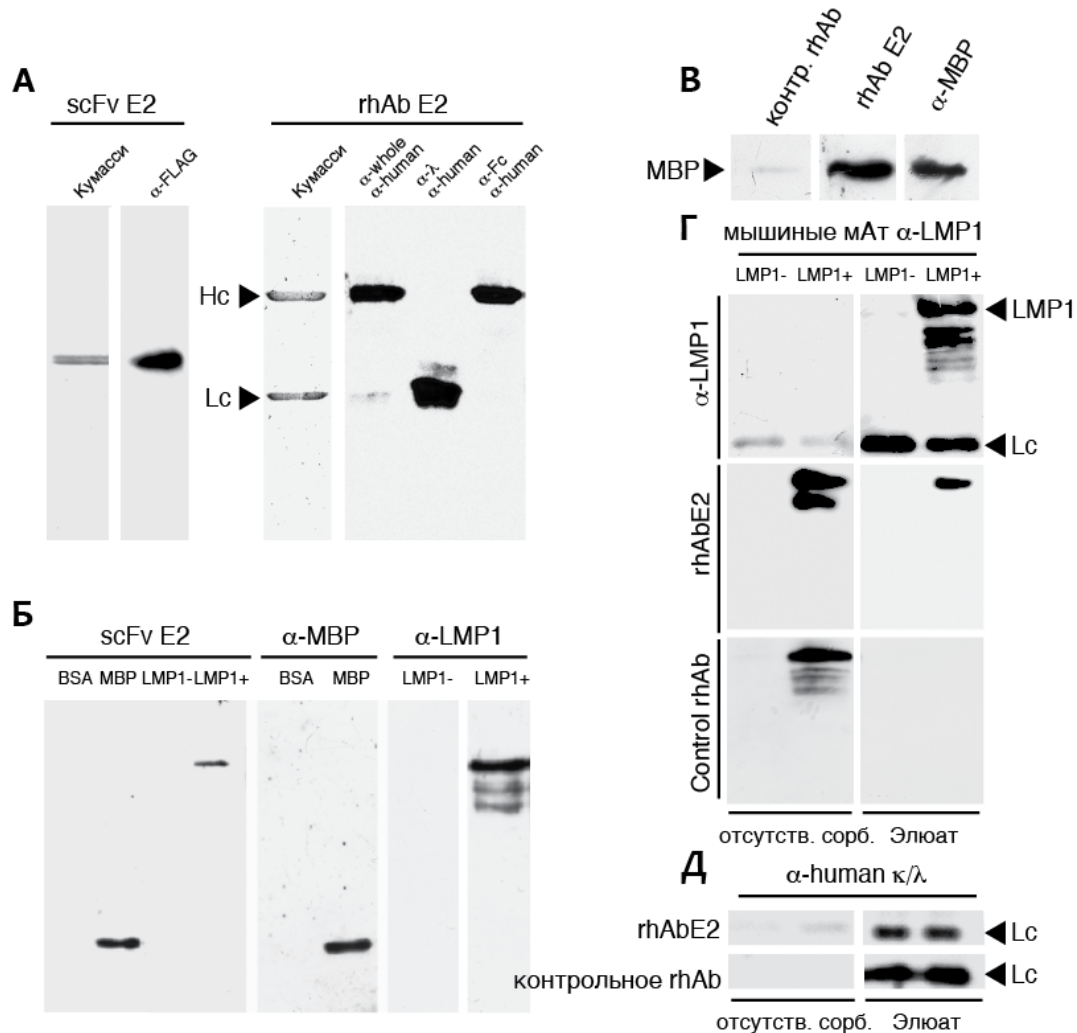 А
scFv E2
Кумасси
α-FLAG
rhAb E2
Кумасси
α-whole
α-human
α-λ
α-human
α-Fc
α-human
Hc
Lc
Б
scFv E2
α-MBP
α-LMP1
BSA MBP LMP1- LMP1+
BSA MBP
LMP1- LMP1+
В
контр. rhAb
rhAb E2
α-MBP
MBP
Г
мышиные мАт α-LMP1
LMP1- LMP1+ LMP1- LMP1+
α-LMP1
LMP1
Lc
rhAbE2
Control rhAb
отсутств. сорб. Элюат
Д
α-human κ/λ
rhAbE2
Lc
контрольное rhAb
Lc
отсутств. сорб. Элюат